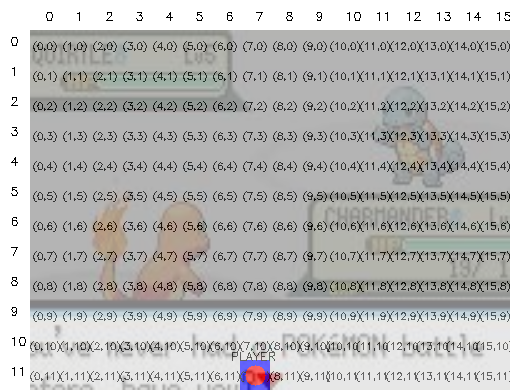 0 1 2 3 4 5 6 7 8 9 10 11 12 13 14 15
0 (0,0) (1,0) (2,0) (3,0) (4,0) (5,0) (6,0) (7,0) (8,0) (9,0) (10,0) (11,0) (12,0) (13,0) (14,0) (15,0)
QUIRTLE♂ Lv5
1 (0,1) (1,1) (2,1) (3,1) (4,1) (5,1) (6,1) (7,1) (8,1) (9,1) (10,1) (11,1) (12,1) (13,1) (14,1) (15,1)
2 (0,2) (1,2) (2,2) (3,2) (4,2) (5,2) (6,2) (7,2) (8,2) (9,2) (10,2) (11,2) (12,2) (13,2) (14,2) (15,2)
3 (0,3) (1,3) (2,3) (3,3) (4,3) (5,3) (6,3) (7,3) (8,3) (9,3) (10,3) (11,3) (12,3) (13,3) (14,3) (15,3)
4 (0,4) (1,4) (2,4) (3,4) (4,4) (5,4) (6,4) (7,4) (8,4) (9,4) (10,4) (11,4) (12,4) (13,4) (14,4) (15,4)
5 (0,5) (1,5) (2,5) (3,5) (4,5) (5,5) (6,5) (7,5) (8,5) (9,5) (10,5) (11,5) (12,5) (13,5) (14,5) (15,5)
CHARMANDER♂
6 (0,6) (1,6) (2,6) (3,6) (4,6) (5,6) (6,6) (7,6) (8,6) (9,6) (10,6) (11,6) (12,6) (13,6) (14,6) (15,6)
7 (0,7) (1,7) (2,7) (3,7) (4,7) (5,7) (6,7) (7,7) (8,7) (9,7) (10,7) (11,7) (12,7) (13,7) (14,7) (15,7)
19/ 1
8 (0,8) (1,8) (2,8) (3,8) (4,8) (5,8) (6,8) (7,8) (8,8) (9,8) (10,8) (11,8) (12,8) (13,8) (14,8) (15,8)
9 (0,9) (1,9) (2,9) (3,9) (4,9) (5,9) (6,9) (7,9) (8,9) (9,9) (10,9) (11,9) (12,9) (13,9) (14,9) (15,9)
10 (0,10) (1,10) (2,10) (3,10) (4,10) (5,10) (6,10) (7,10) (8,10) (9,10) (10,10) (11,10) (12,10) (13,10) (14,10) (15,10)
ou've never had a POKéMON battle
PLAYER
11 (0,11) (1,11) (2,11) (3,11) (4,11) (5,11) (6,11) (8,11) (9,11) (10,11) (11,11) (12,11) (13,11) (14,11) (15,11)